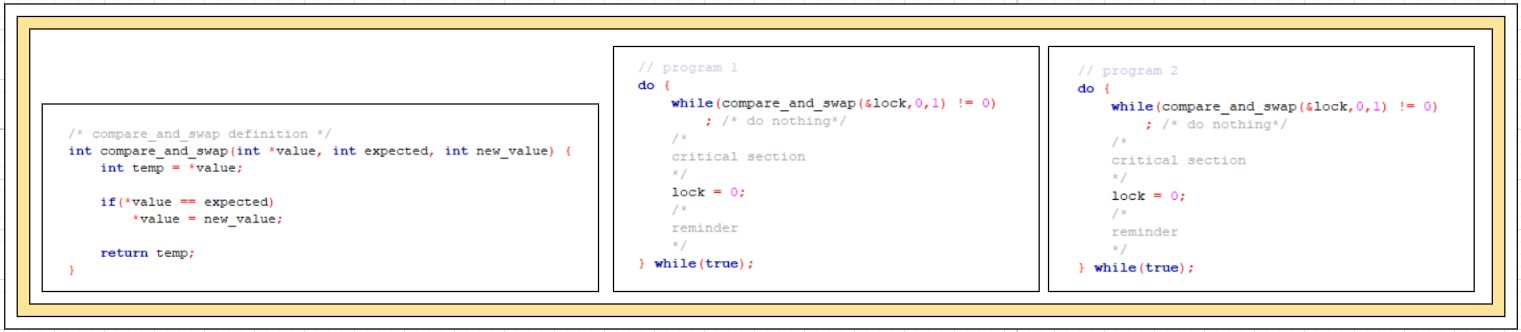 /* compare_and_swap definition */
int compare_and_swap(int *value, int expected, int new_value) {
    int temp = *value;

    if(*value == expected)
        *value = new_value;

    return temp;
}
// program 1
do {
    while(compare_and_swap(&lock,0,1) != 0)
        ; /* do nothing*/
    /*
    critical section
    */
    lock = 0;
    /*
    reminder
    */
} while(true);
// program 2
do {
    while(compare_and_swap(&lock,0,1) != 0)
        ; /* do nothing*/
    /*
    critical section
    */
    lock = 0;
    /*
    reminder
    */
} while(true);